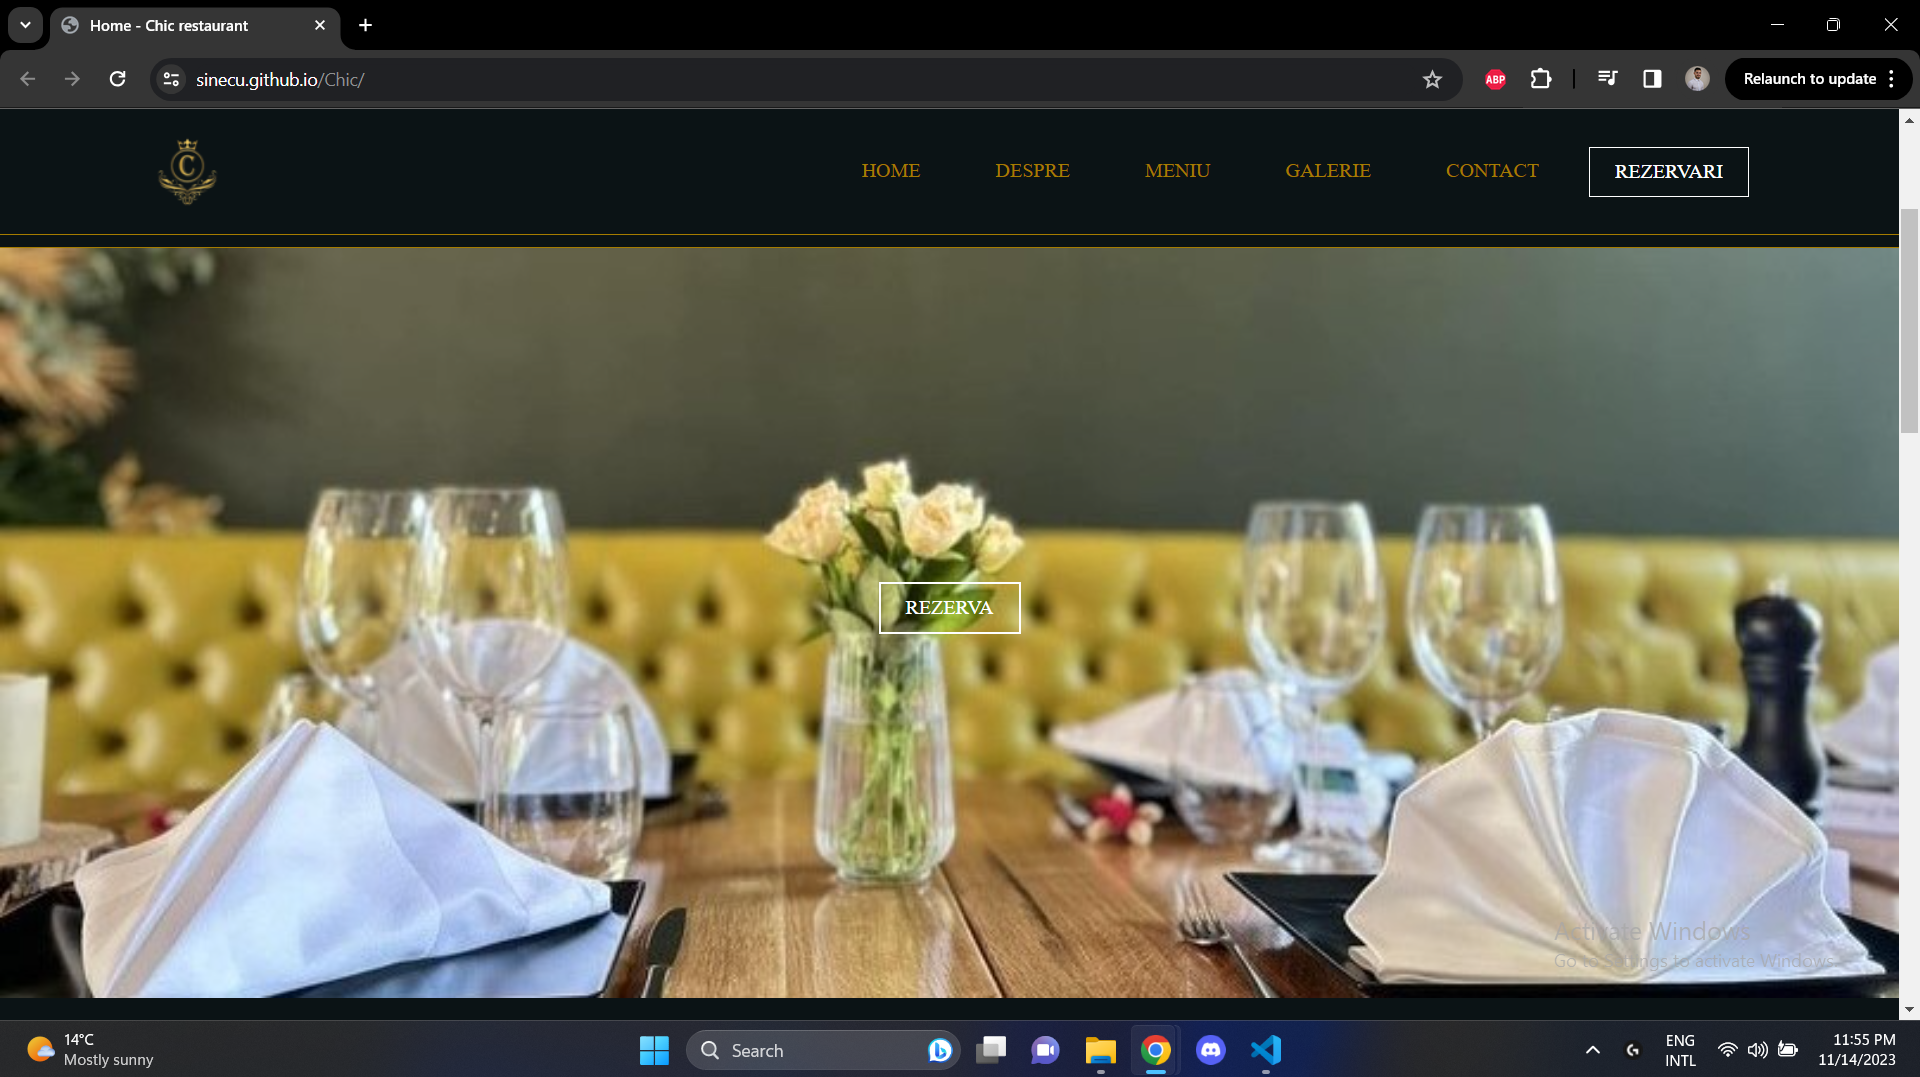 Home - Chic restaurant
sinecu.github.io/Chic/
ABP
Relaunch to update
C
HOME DESPRE MENIU GALERIE CONTACT REZERVARI
REZERVA
Activate Windows
Go to Settings to activate Windows.
14°C
Mostly sunny
Search
ENG
INTL
11:55 PM
11/14/2023